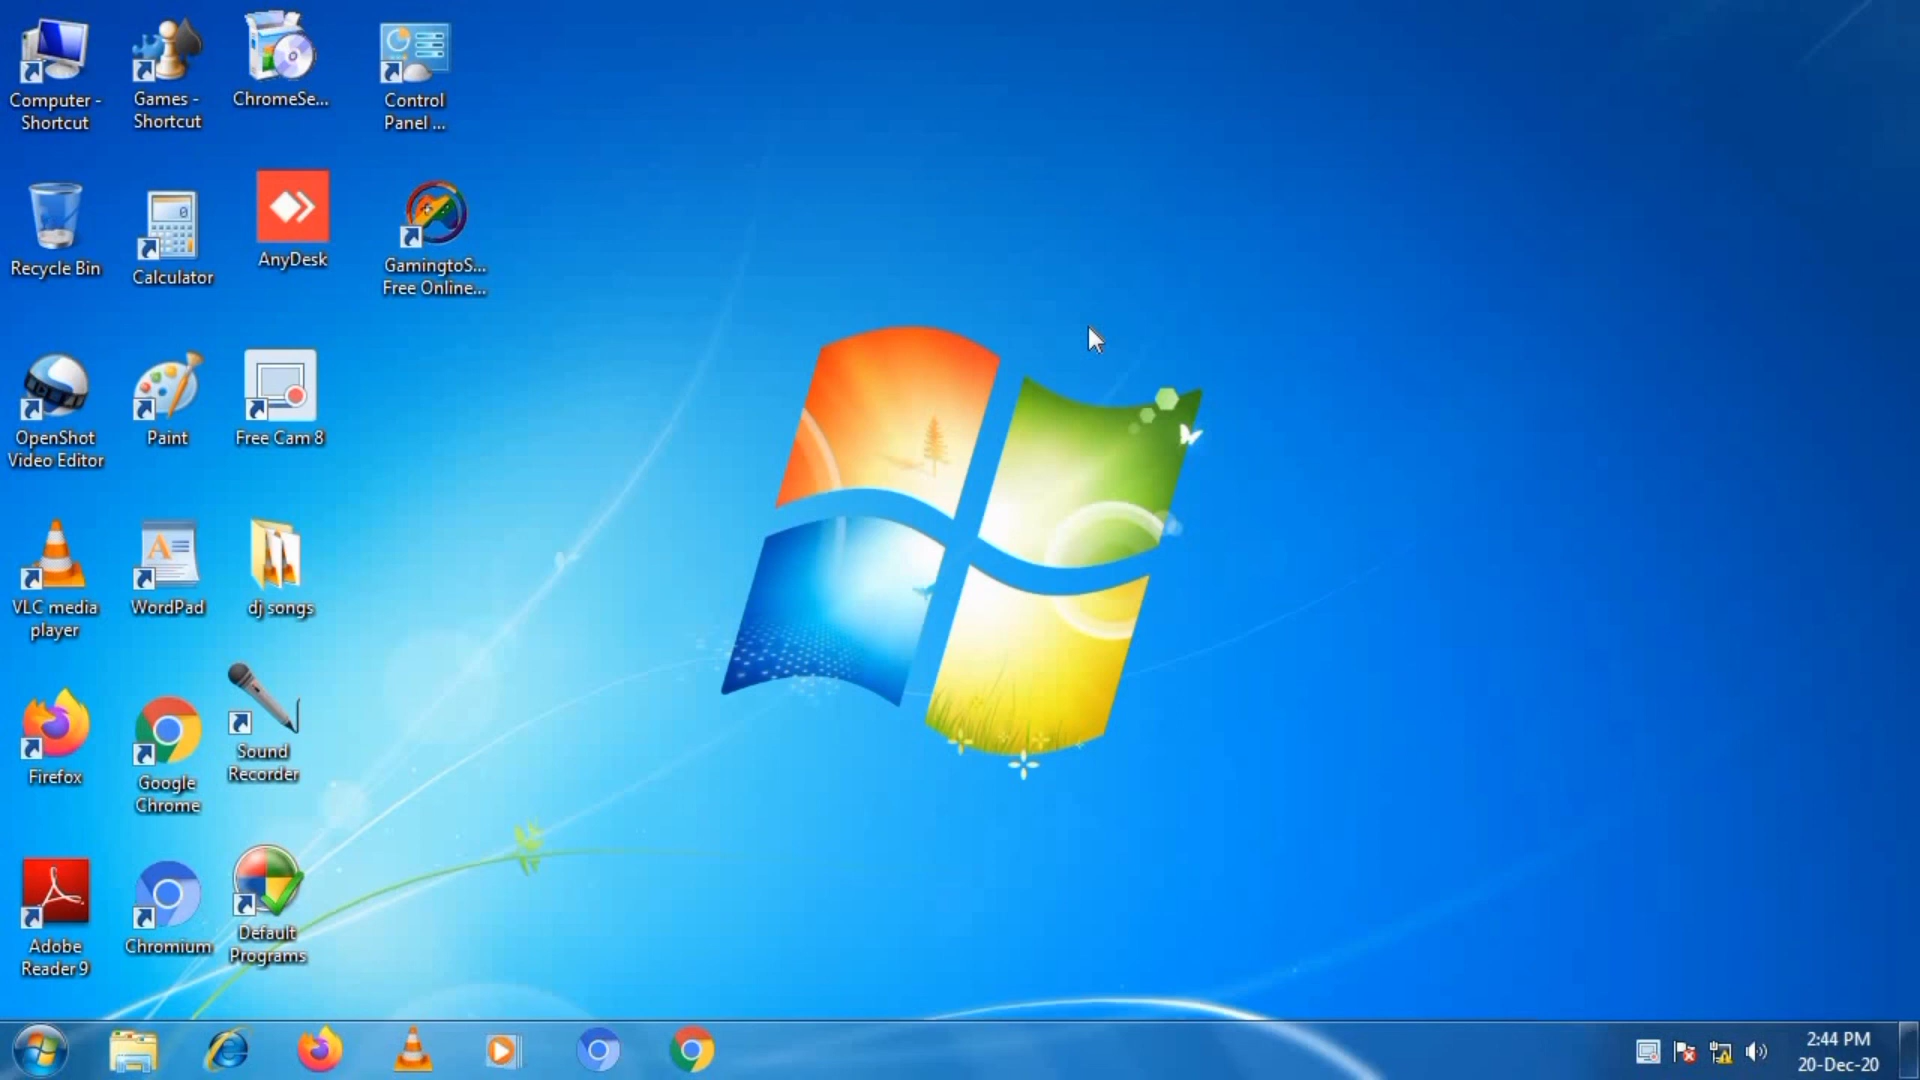 Computer -
Shortcut
Games -
Shortcut
ChromeSe...
Control
Panel ...
Recycle Bin
Calculator
AnyDesk
GamingtoS...
Free Online...
OpenShot
Video Editor
Paint
Free Cam 8
VLC media
player
WordPad
dj songs
Firefox
Google
Chrome
Sound
Recorder
Adobe
Reader 9
Chromium
Default
Programs
2:44 PM
20-Dec-20